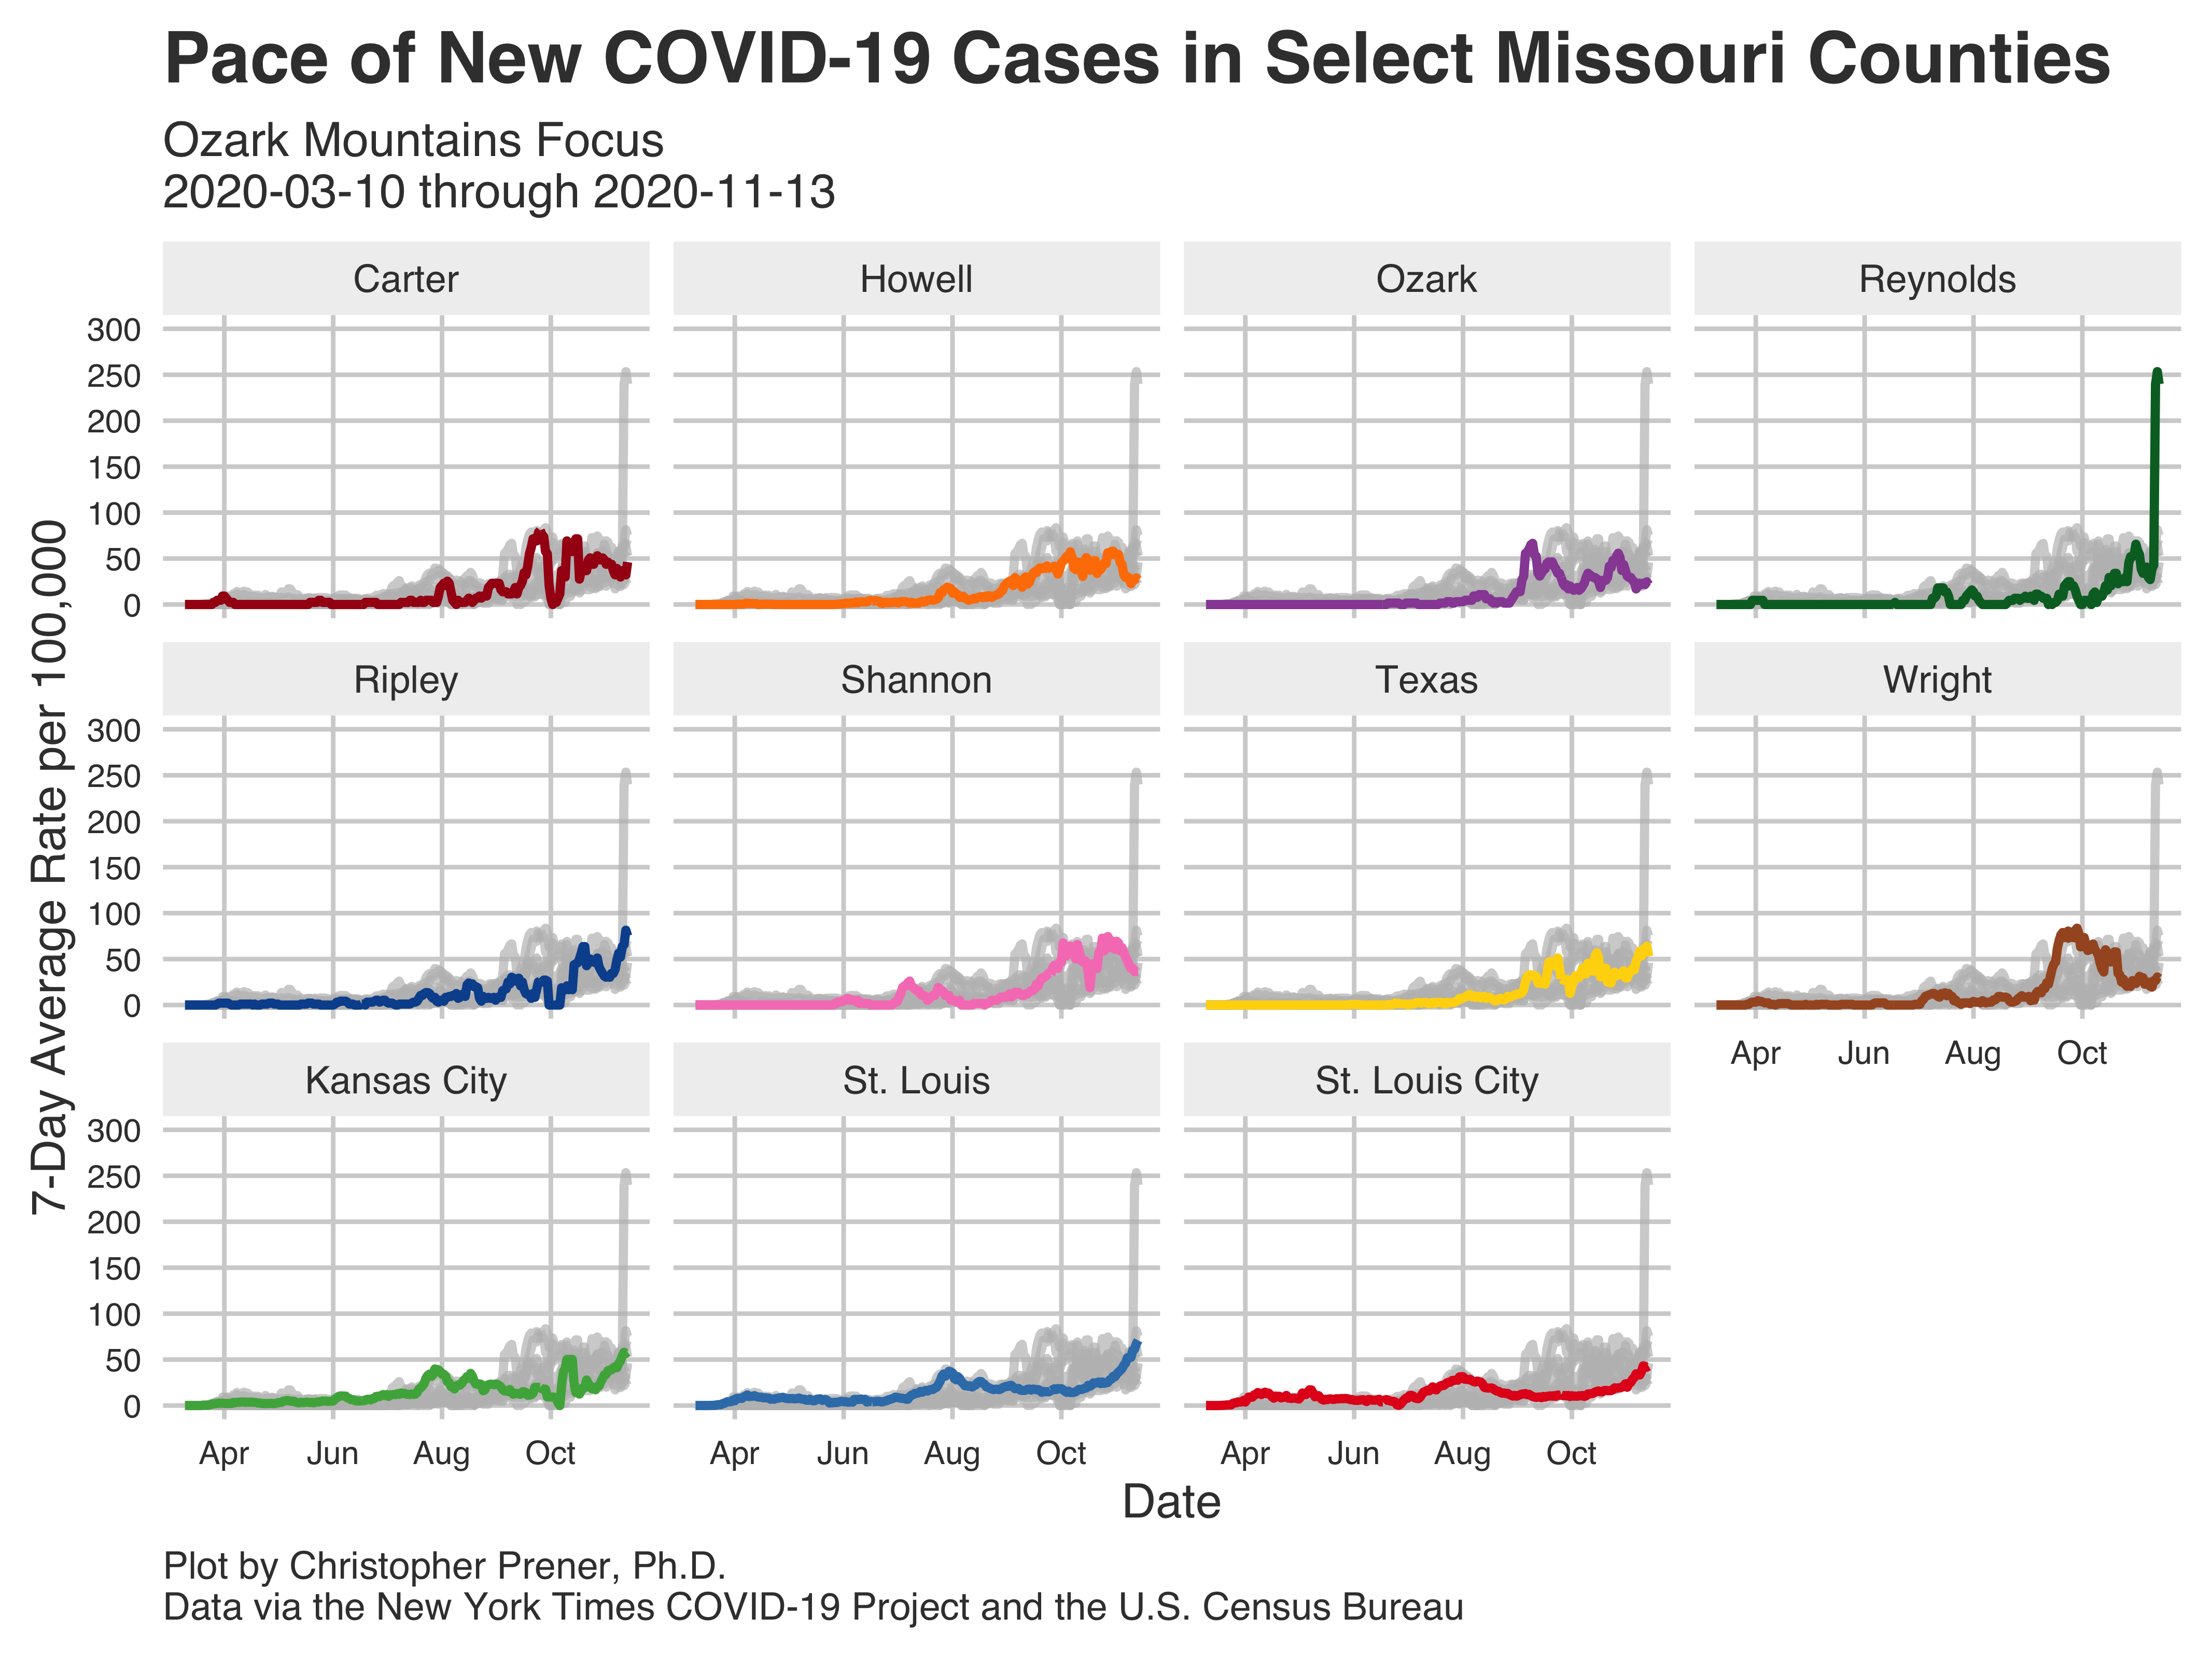 Pace of New COVID-19 Cases in Select Missouri Counties
Ozark Mountains Focus
2020-03-10 through 2020-11-13
7-Day Average Rate per 100,000
Carter
Howell
Ozark
Reynolds
300
250
200
150
100
50
0
Ripley
Shannon
Texas
Wright
300
250
200
150
100
50
0
Apr Jun Aug Oct
Kansas City
St. Louis
St. Louis City
300
250
200
150
100
50
0
Apr Jun Aug Oct
Apr Jun Aug Oct
Apr Jun Aug Oct
Date
Plot by Christopher Prener, Ph.D.
Data via the New York Times COVID-19 Project and the U.S. Census Bureau